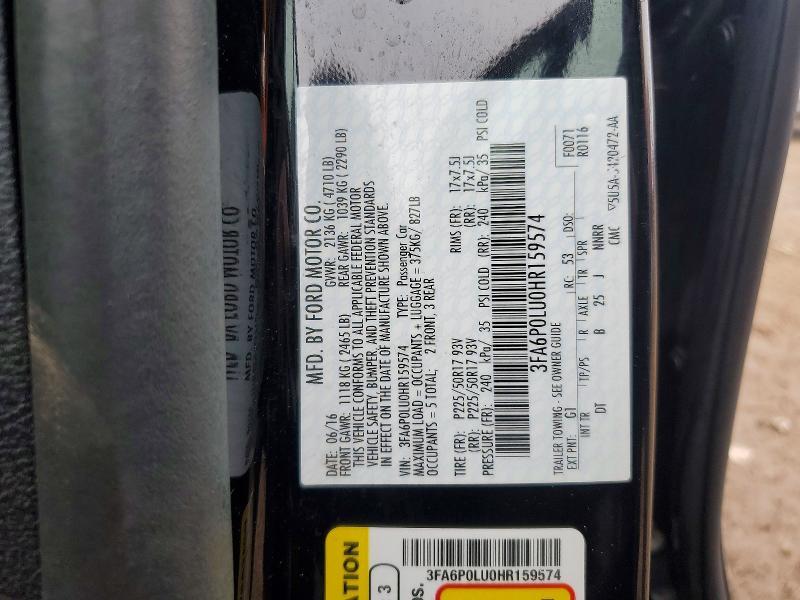 MFD. BY FORD MOTOR CO.
DATE: 06/16 GVWR: 2136 KG ( 4710 LB)
FRONT GAWR: 1118 KG ( 2465 LB) REAR GAWR: 1039 KG ( 2290 LB)
THIS VEHICLE CONFORMS TO ALL APPLICABLE FEDERAL MOTOR
VEHICLE SAFETY, BUMPER, AND THEFT PREVENTION STANDARDS
IN EFFECT ON THE DATE OF MANUFACTURE SHOWN ABOVE.
VIN: 3FA6P0LU0HR159574 TYPE: Passenger Car
MAXIMUM LOAD = OCCUPANTS + LUGGAGE = 375KG/ 827LB
OCCUPANTS = 5 TOTAL; 2 FRONT, 3 REAR
TIRE (FR): P225/50R17 93V RIMS (FR): 17x7.5J
(RR): P225/50R17 93V (RR): 17x7.5J
PRESSURE (FR): 240 kPa/ 35 PSI COLD (RR): 240 kPa/ 35 PSI COLD
3FA6P0LU0HR159574
TRAILER TOWING - SEE OWNER GUIDE
F0071
EXT PNT: G1 RC: 53 DSO: R0116
INT TR TP/PS R AXLE TR SPR
DT B 25 J NNRR
CMC
MFD. BY FORD MOTOR CO.
ATION
3
3FA6P0LU0HR159574